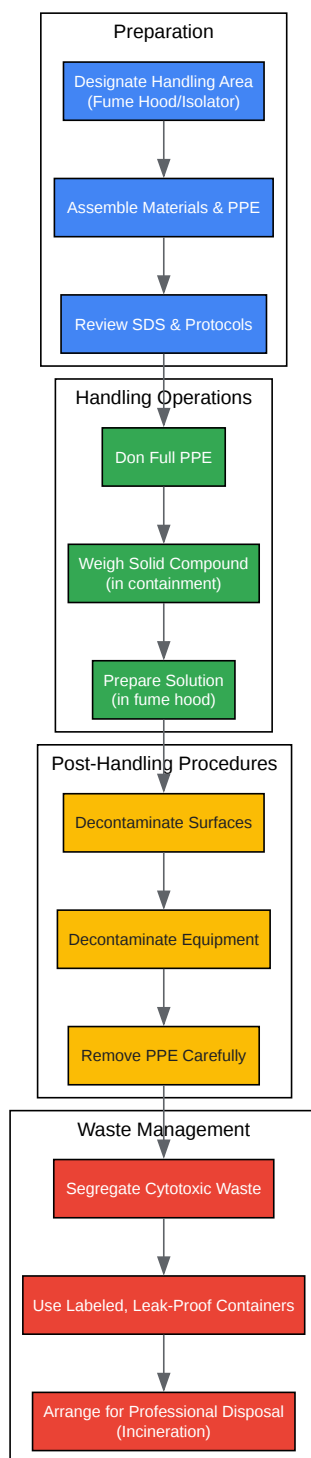 Preparation
Designate Handling Area
(Fume Hood/Isolator)
Assemble Materials & PPE
Review SDS & Protocols
Handling Operations
Don Full PPE
Weigh Solid Compound
(in containment)
Prepare Solution
(in fume hood)
Post-Handling Procedures
Decontaminate Surfaces
Decontaminate Equipment
Remove PPE Carefully
Waste Management
Segregate Cytotoxic Waste
Use Labeled, Leak-Proof Containers
Arrange for Professional Disposal
(Incineration)